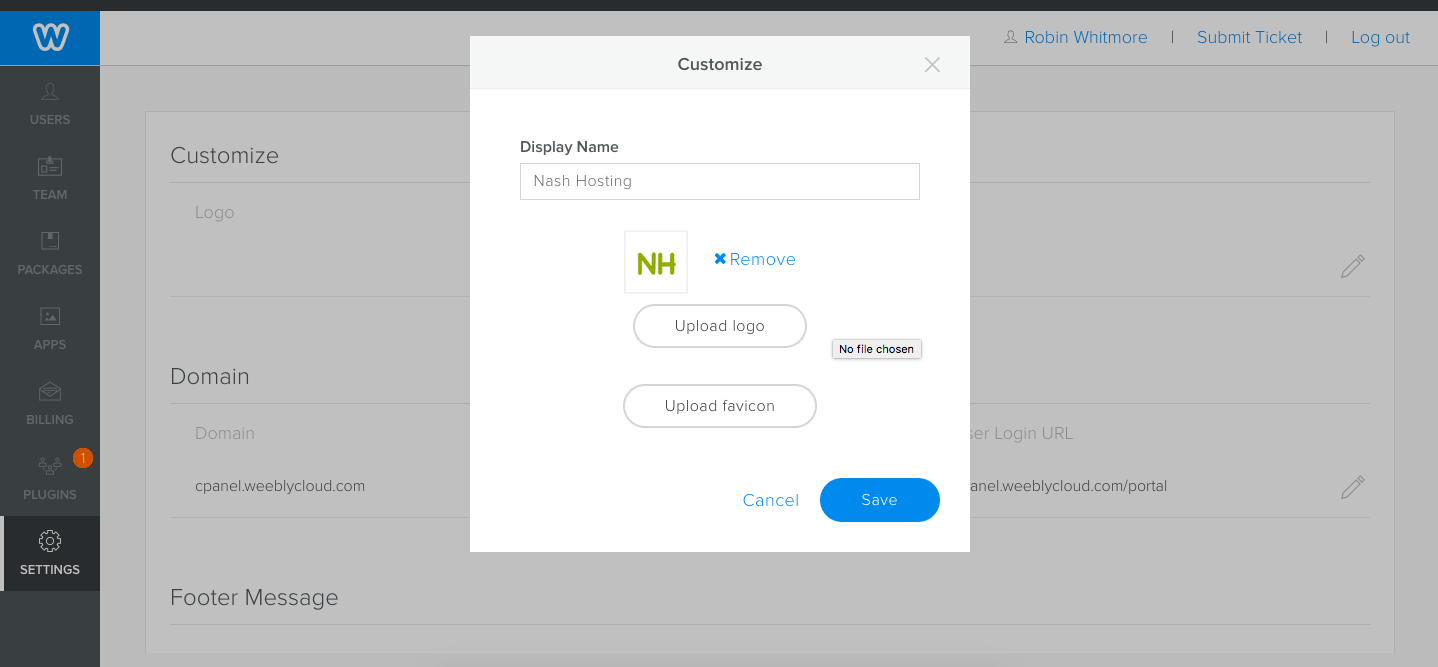 W
Robin Whitmore | Submit Ticket | Log out
USERS
TEAM
PACKAGES
APPS
BILLING
1
PLUGINS
SETTINGS
Customize
Logo
Domain
Domain
ser Login URL
cpanel.weeblycloud.com
anel.weeblycloud.com/portal
Footer Message
Customize
Display Name
Nash Hosting
NH
Remove
Upload logo
No file chosen
Upload favicon
Cancel
Save